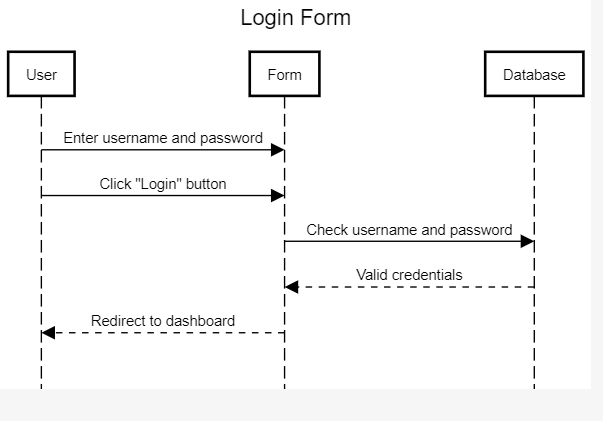 Login Form
User
Form
Database
Enter username and password
Click "Login" button
Check username and password
Valid credentials
Redirect to dashboard